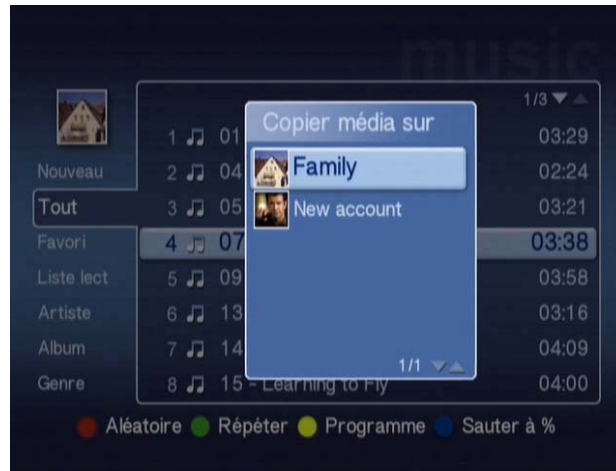 music
1/3
Copier média sur
1 01 03:29
Family
Nouveau 2 04 02:24
New account
Tout 3 05 03:21
Favori 4 07 03:38
Liste lect 5 09 03:58
Artiste 6 13 03:16
Album 7 14 04:09
1/1
Genre 8 15 - Learning to Fly 04:00
Aléatoire Répéter Programme Sauter à %